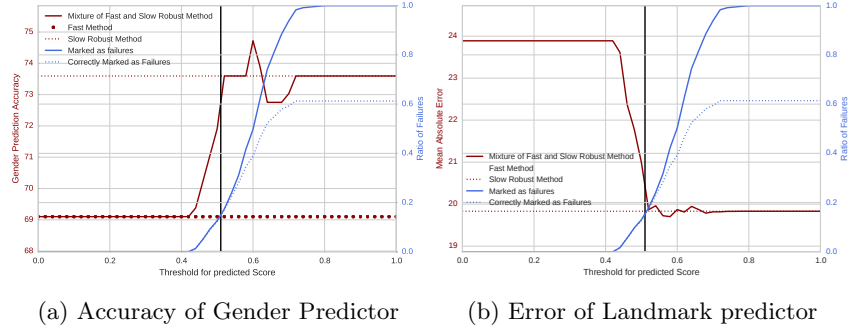 Mixture of Fast and Slow Robust Method
Fast Method
Slow Robust Method
Marked as failures
Correctly Marked as Failures
75
74
73
72
71
70
69
68
Gender Prediction Accuracy
1.0
0.8
0.6
0.4
0.2
0.0
Ratio of Failures
0.0 0.2 0.4 0.6 0.8 1.0
Threshold for predicted Score
(a) Accuracy of Gender Predictor
24
23
22
21
20
19
Mean Absolute Error
Mixture of Fast and Slow Robust Method
Fast Method
Slow Robust Method
Marked as failures
Correctly Marked as Failures
1.0
0.8
0.6
0.4
0.2
0.0
Ratio of Failures
0.0 0.2 0.4 0.6 0.8 1.0
Threshold for predicted Score
(b) Error of Landmark predictor